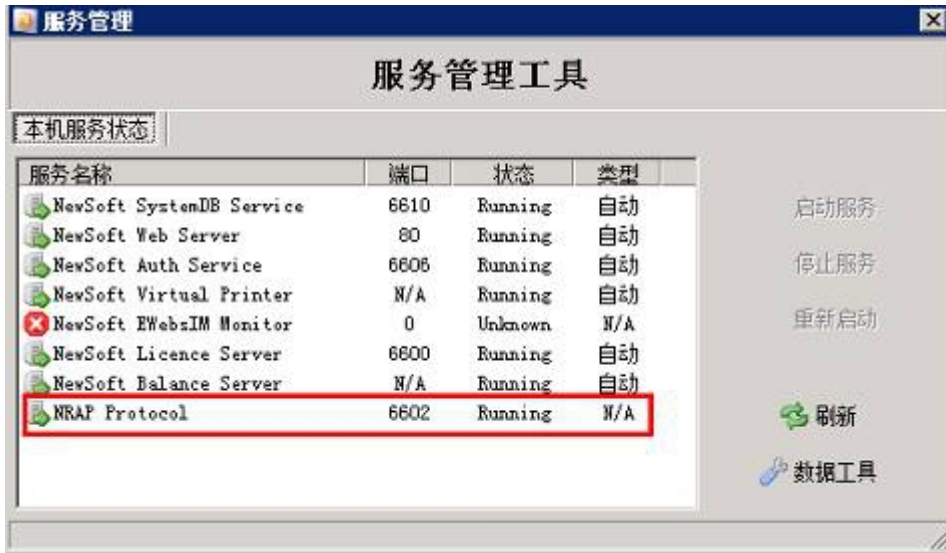 服务管理
服务管理工具
本机服务状态
服务名称 端口 状态 类型
NewSoft SystemDB Service 6610 Running 自动
NewSoft Web Server 80 Running 自动
NewSoft Auth Service 6606 Running 自动
NewSoft Virtual Printer N/A Running 自动
NewSoft EWebsIM Monitor 0 Unknown N/A
NewSoft Licence Server 6600 Running 自动
NewSoft Balance Server N/A Running 自动
NRAP Protocol 6602 Running N/A
启动服务
停止服务
重新启动
刷新
数据工具